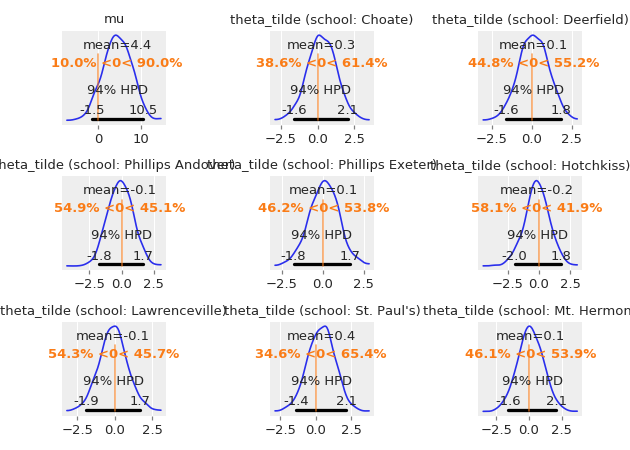 mu
mean=4.4
10.0% <0< 90.0%
94% HPD
-1.5 10.5
0 10
theta_tilde (school: Choate)
mean=0.3
38.6% <0< 61.4%
94% HPD
-1.6 2.1
−2.5 0.0 2.5
theta_tilde (school: Deerfield)
mean=0.1
44.8% <0< 55.2%
94% HPD
-1.6 1.8
−2.5 0.0 2.5
theta_tilde (school: Phillips Andover)
mean=-0.1
54.9% <0< 45.1%
94% HPD
-1.8 1.7
−2.5 0.0 2.5
theta_tilde (school: Phillips Exeter)
mean=0.1
46.2% <0< 53.8%
94% HPD
-1.8 1.7
−2.5 0.0 2.5
theta_tilde (school: Hotchkiss)
mean=-0.2
58.1% <0< 41.9%
94% HPD
-2.0 1.8
−2.5 0.0 2.5
theta_tilde (school: Lawrenceville)
mean=-0.1
54.3% <0< 45.7%
94% HPD
-1.9 1.7
−2.5 0.0 2.5
theta_tilde (school: St. Paul's)
mean=0.4
34.6% <0< 65.4%
94% HPD
-1.4 2.1
−2.5 0.0 2.5
theta_tilde (school: Mt. Hermon
mean=0.1
46.1% <0< 53.9%
94% HPD
-1.6 2.1
−2.5 0.0 2.5